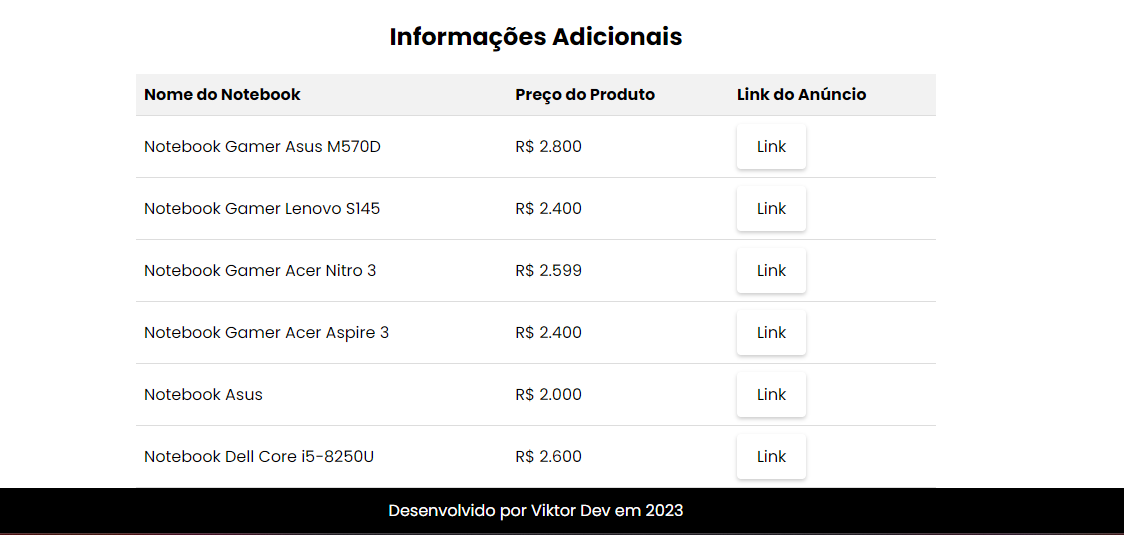 Informações Adicionais
Nome do Notebook Preço do Produto Link do Anúncio
Notebook Gamer Asus M570D R$ 2.800 Link
Notebook Gamer Lenovo S145 R$ 2.400 Link
Notebook Gamer Acer Nitro 3 R$ 2.599 Link
Notebook Gamer Acer Aspire 3 R$ 2.400 Link
Notebook Asus R$ 2.000 Link
Notebook Dell Core i5-8250U R$ 2.600 Link
Desenvolvido por Viktor Dev em 2023